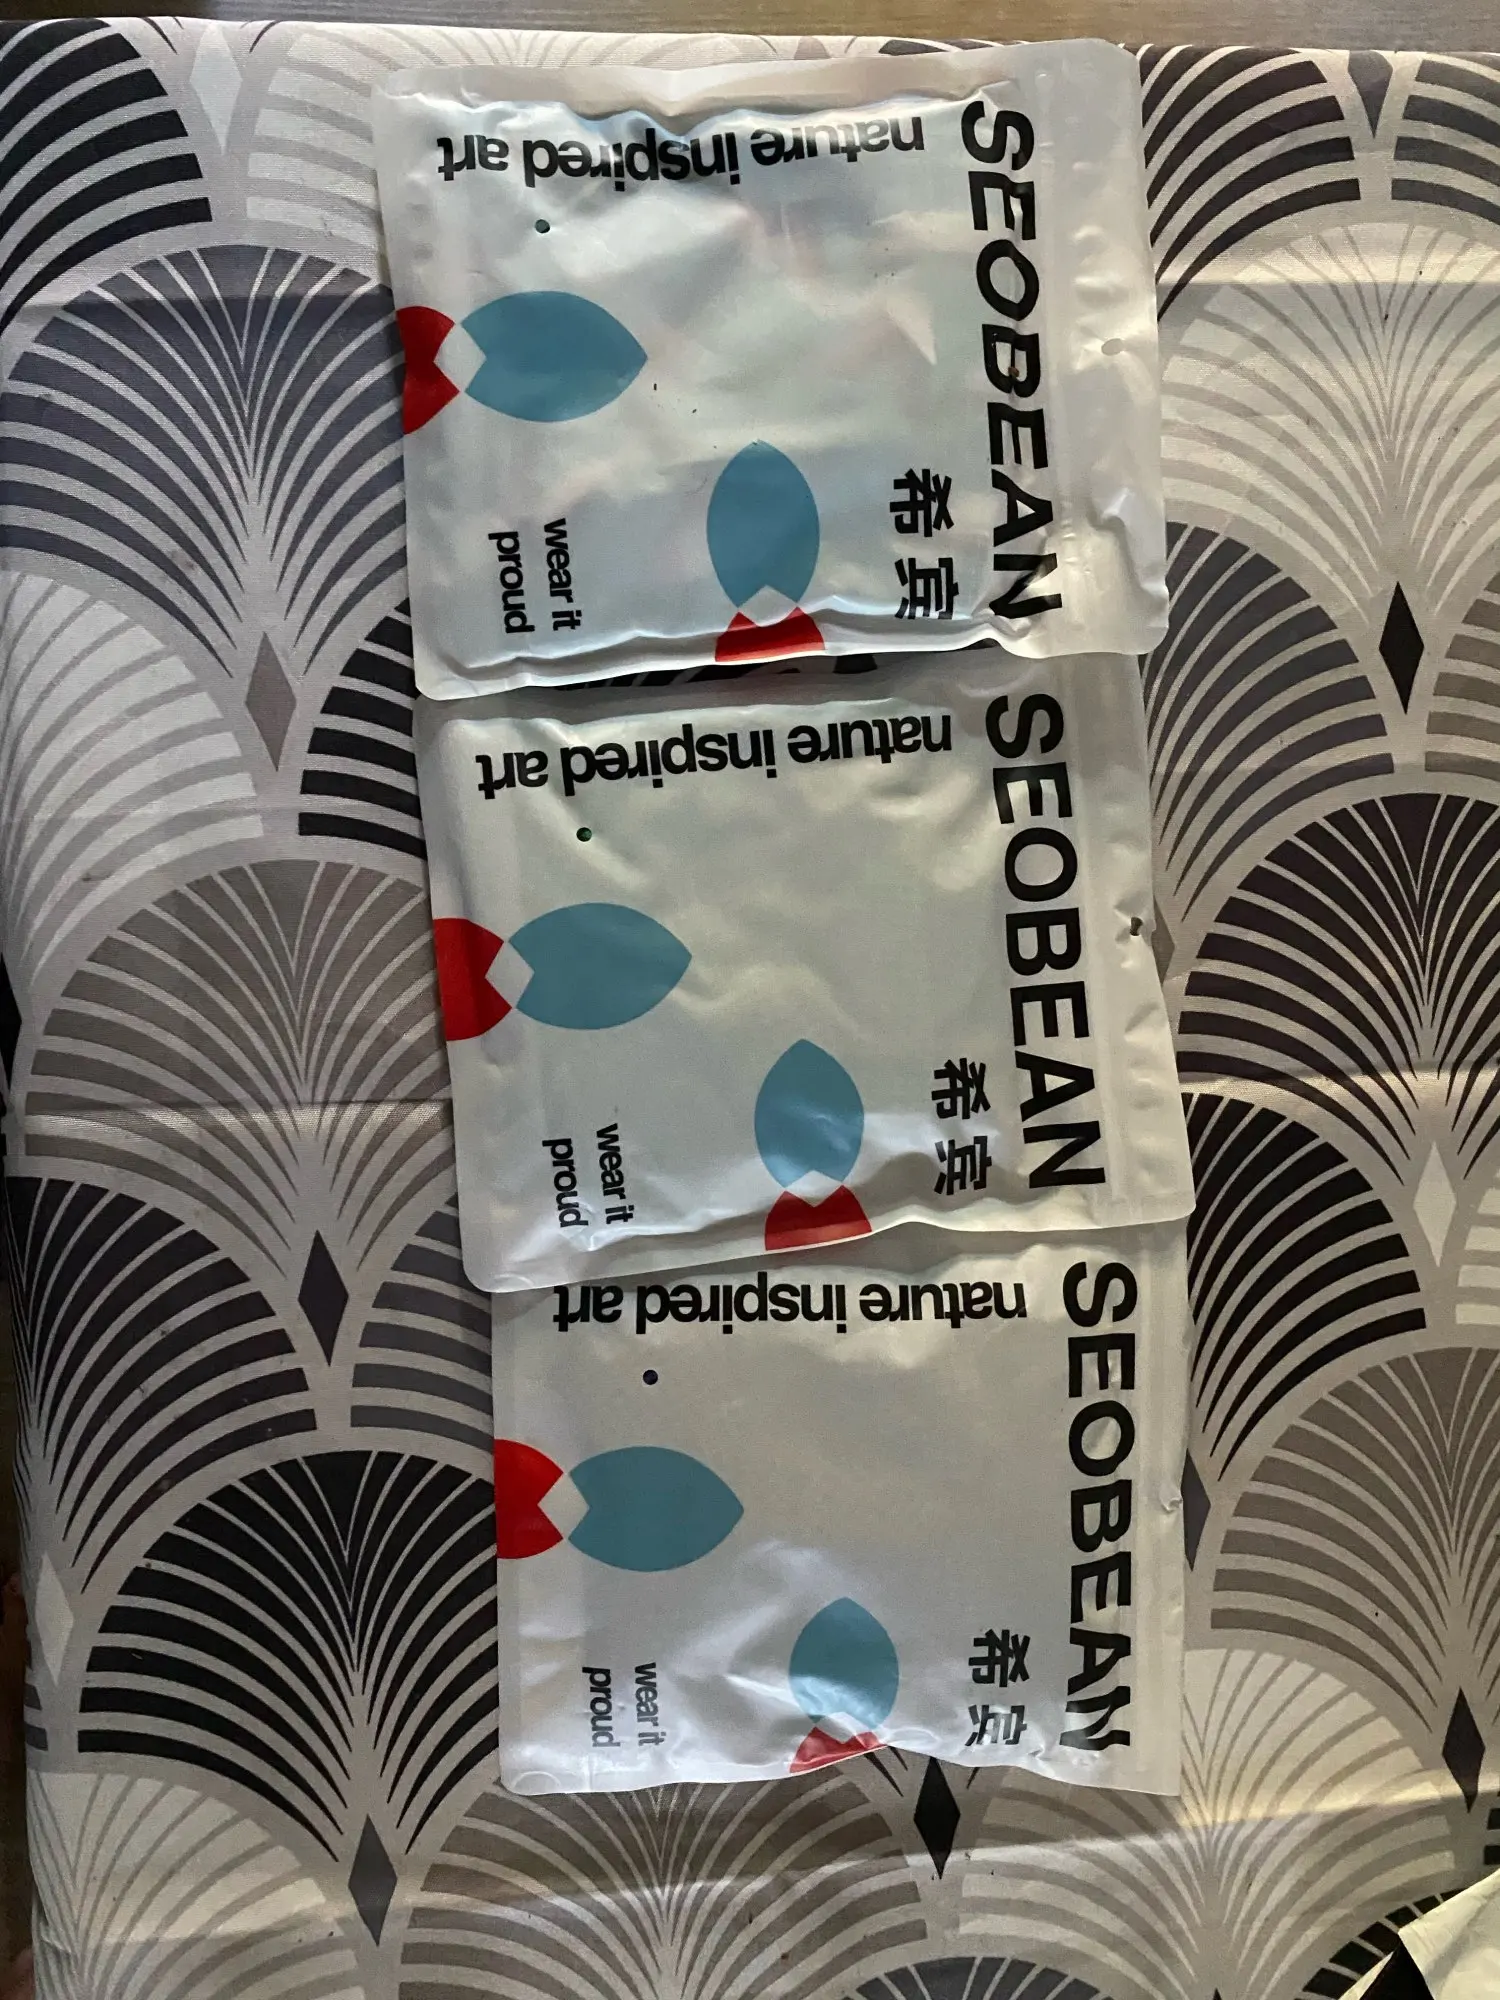 SEOBEAN
希宾
nature inspired art
wear it
proud
SEOBEAN
希宾
nature inspired art
wear it
proud
SEOBEAN
希宾
nature inspired art
wear it
proud